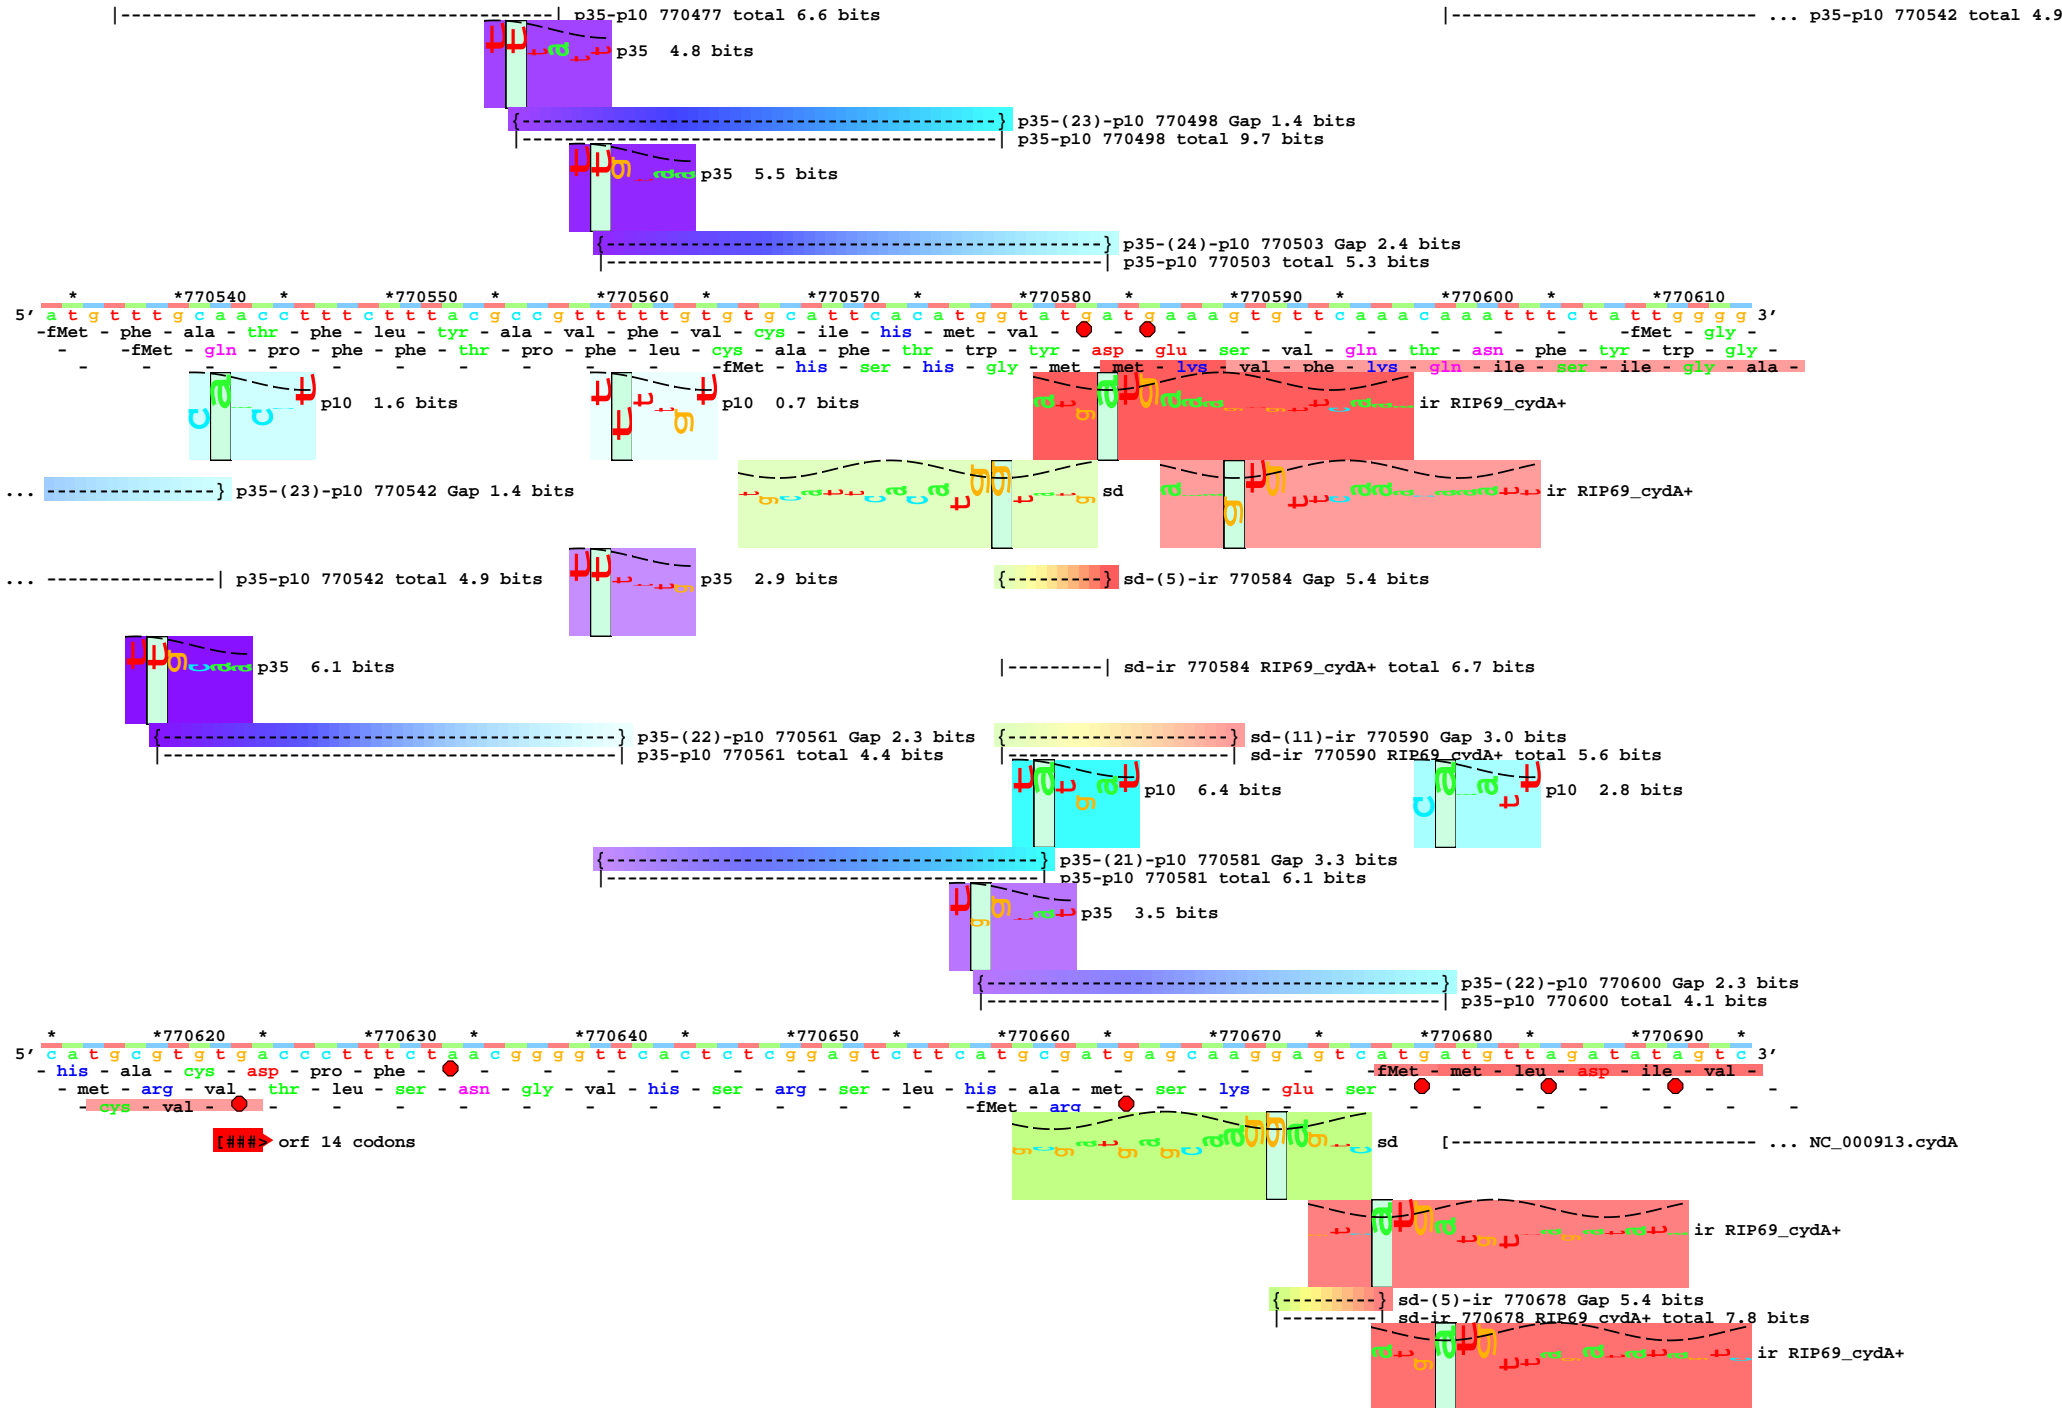 |------------------------------------------| p35-p10 770477 total 6.6 bits |----------------------------- ... p35-p10 770542 total 4.9
p35 4.8 bits
{----------------------------------------------} p35-(23)-p10 770498 Gap 1.4 bits
|----------------------------------------------| p35-p10 770498 total 9.7 bits
p35 5.5 bits
{------------------------------------------------} p35-(24)-p10 770503 Gap 2.4 bits
|------------------------------------------------| p35-p10 770503 total 5.3 bits
* *770540 * *770550 * *770560 * *770570 * *770580 * *770590 * *770600 * *770610
5' a t g t t t g c a a c c t t t c t t t a c g c c g t t t t t g t g t g c a t t c a c a t g g t a t g a t g a a a g t g t t c a a a c a a a t t t c t a t t g g g g 3'
-fMet - phe - ala - thr - phe - leu - tyr - ala - val - phe - val - cys - ile - his - met - val - - - - - - - - -fMet - gly -
- -fMet - gln - pro - phe - phe - thr - pro - phe - leu - cys - ala - phe - thr - trp - tyr - asp - glu - ser - val - gln - thr - asn - phe - tyr - trp - gly -
- - - - - - - - - - -fMet - his - ser - his - gly - met - met - lys - val - phe - lys - gln - ile - ser - ile - gly - ala -
p10 1.6 bits p10 0.7 bits ir RIP69_cydA+
... ----------------} p35-(23)-p10 770542 Gap 1.4 bits sd ir RIP69_cydA+
... ----------------| p35-p10 770542 total 4.9 bits p35 2.9 bits {---------} sd-(5)-ir 770584 Gap 5.4 bits
p35 6.1 bits |---------| sd-ir 770584 RIP69_cydA+ total 6.7 bits
{--------------------------------------------} p35-(22)-p10 770561 Gap 2.3 bits {---------------------} sd-(11)-ir 770590 Gap 3.0 bits
|--------------------------------------------| p35-p10 770561 total 4.4 bits |---------------------| sd-ir 770590 RIP69_cydA+ total 5.6 bits
p10 6.4 bits p10 2.8 bits
{------------------------------------------} p35-(21)-p10 770581 Gap 3.3 bits
|------------------------------------------| p35-p10 770581 total 6.1 bits
p35 3.5 bits
{--------------------------------------------} p35-(22)-p10 770600 Gap 2.3 bits
|--------------------------------------------| p35-p10 770600 total 4.1 bits
* *770620 * *770630 * *770640 * *770650 * *770660 * *770670 * *770680 * *770690 *
5' c a t g c g t g t g a c c c t t t c t a a c g g g g t t c a c t c t c g g a g t c t t c a t g c g a t g a g c a a g g a g t c a t g a t g t t a g a t a t a g t c 3'
- his - ala - cys - asp - pro - phe - - - - - - - - - - - - - - -fMet - met - leu - asp - ile - val -
- met - arg - val - thr - leu - ser - asn - gly - val - his - ser - arg - ser - leu - his - ala - met - ser - lys - glu - ser - - - - - -
- cys - val - - - - - - - - - - - - -fMet - arg - - - - - - - - - -
[###> orf 14 codons sd [----------------------------- ... NC_000913.cydA
ir RIP69_cydA+
{---------} sd-(5)-ir 770678 Gap 5.4 bits
|---------| sd-ir 770678 RIP69_cydA+ total 7.8 bits
ir RIP69_cydA+